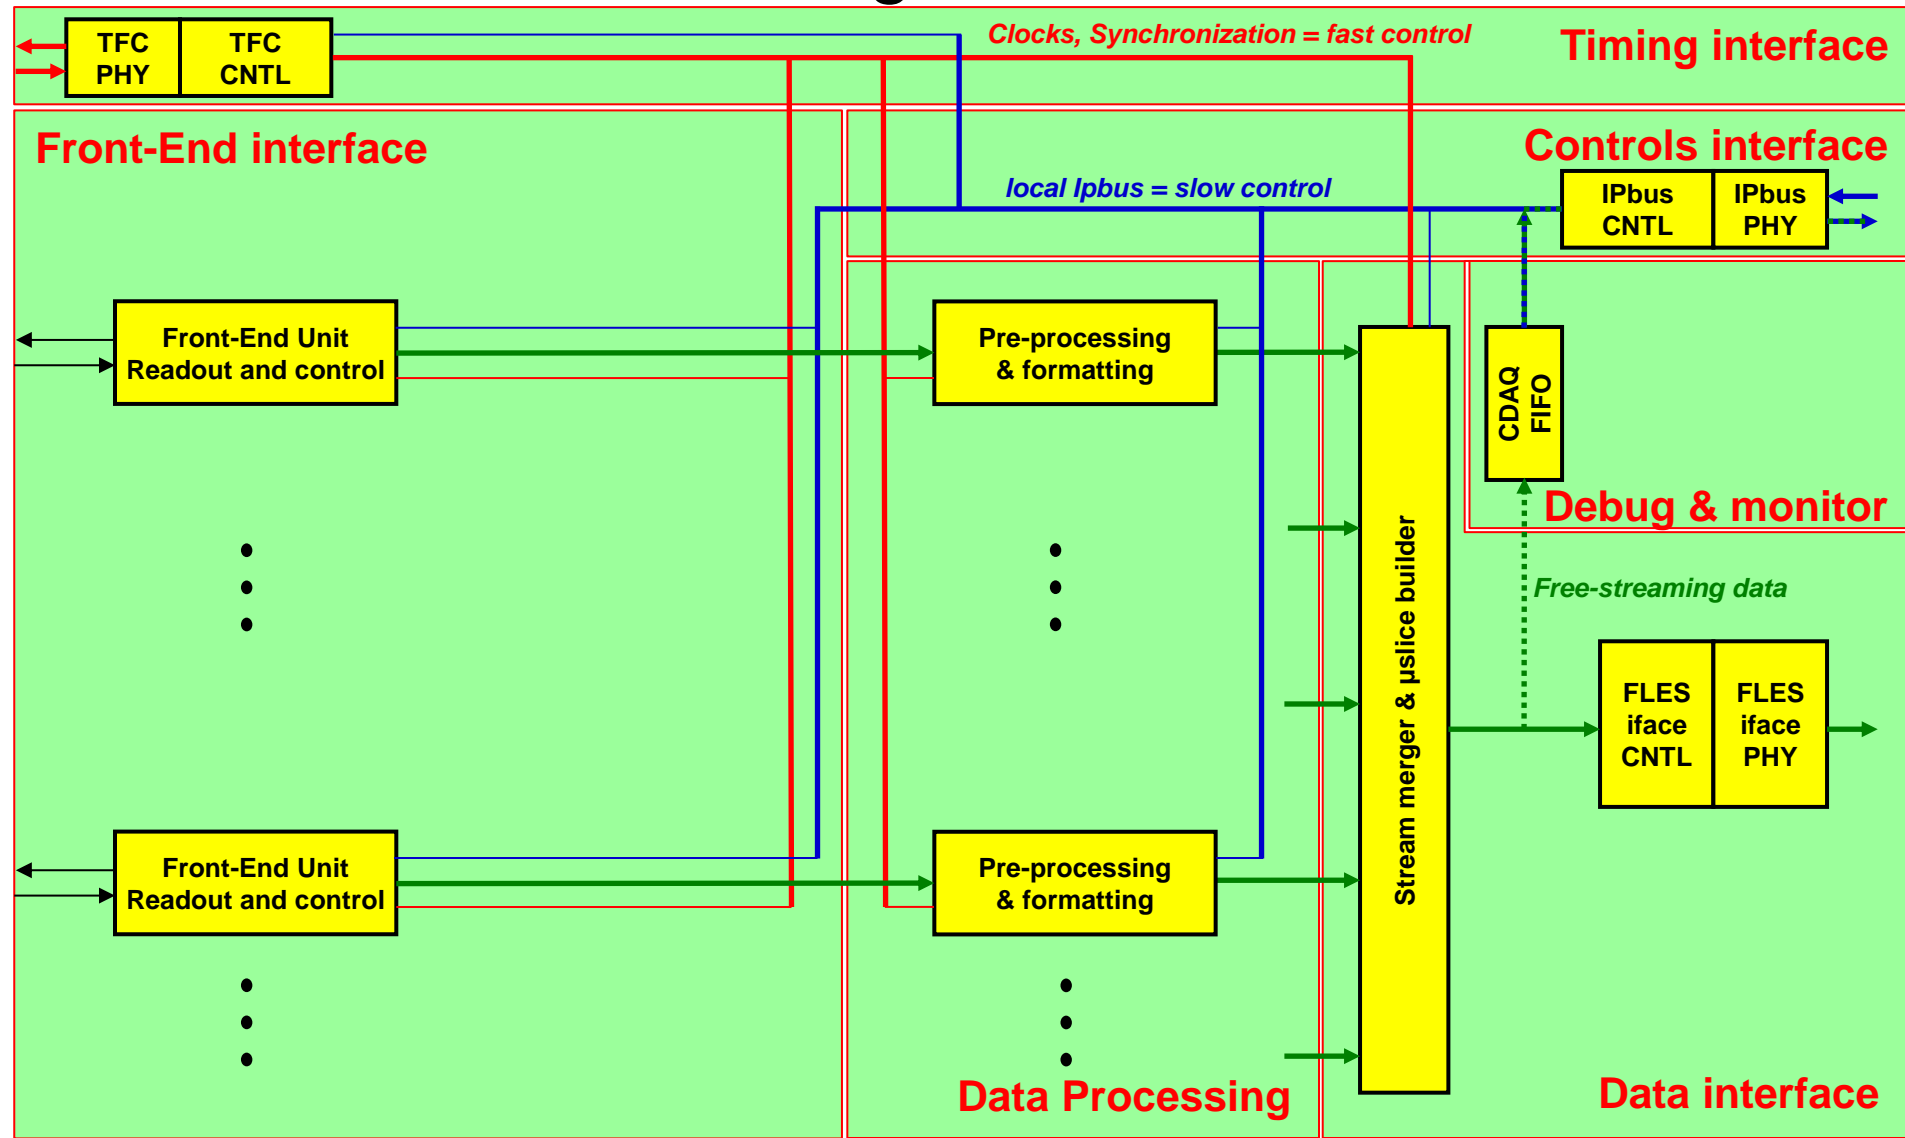 TFC
PHY
TFC
CNTL
Clocks, Synchronization = fast control
Timing interface
Front-End interface
Controls interface
local Ipbus = slow control
IPbus
CNTL
IPbus
PHY
Front-End Unit
Readout and control
Pre-processing
& formatting
CDAQ
FIFO
Debug & monitor
Stream merger & µslice builder
Free-streaming data
FLES
iface
CNTL
FLES
iface
PHY
Front-End Unit
Readout and control
Pre-processing
& formatting
Data Processing
Data interface